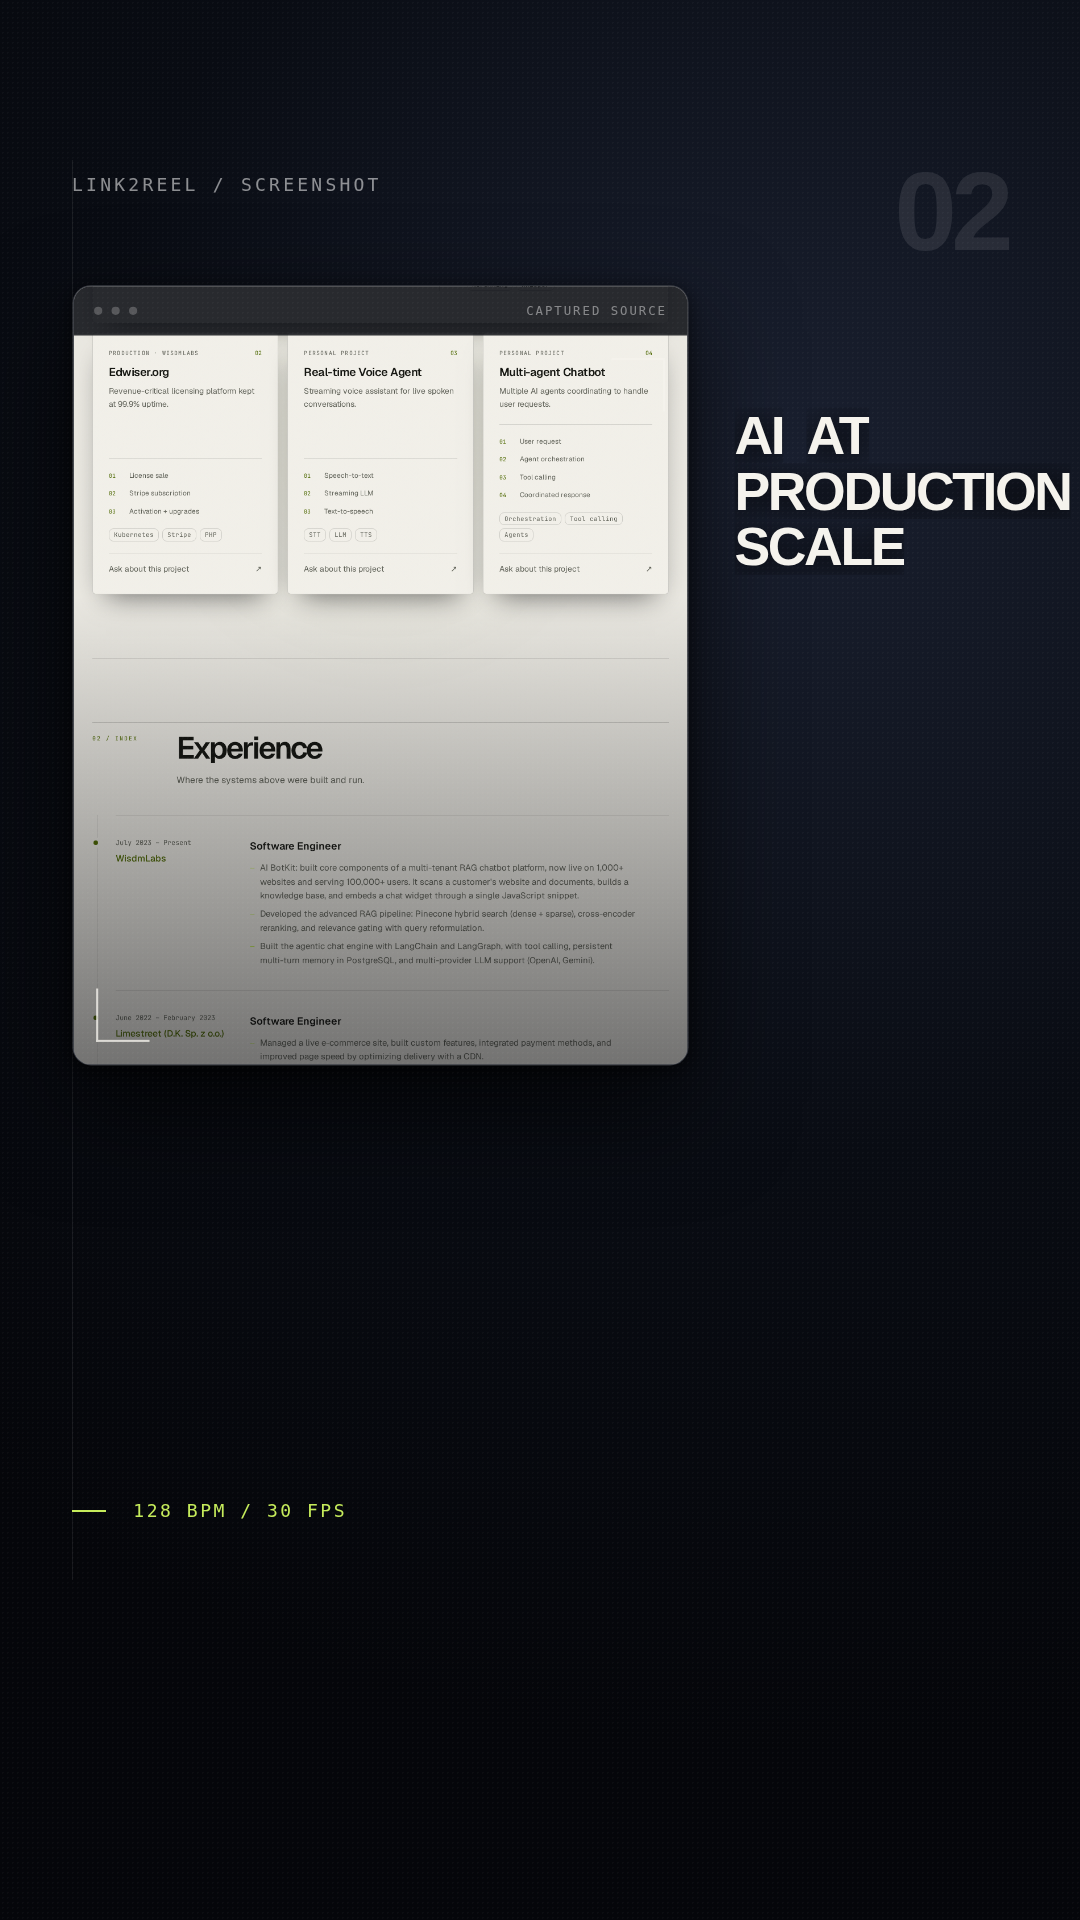 LINK2REEL / SCREENSHOT
02
CAPTURED SOURCE
PRODUCTION · WISDMLABS 02
Edwiser.org
Revenue-critical licensing platform kept
at 99.9% uptime.
01 License sale
02 Stripe subscription
03 Activation + upgrades
Kubernetes Stripe PHP
Ask about this project ↗
PERSONAL PROJECT 03
Real-time Voice Agent
Streaming voice assistant for live spoken
conversations.
01 Speech-to-text
02 Streaming LLM
03 Text-to-speech
STT LLM TTS
Ask about this project ↗
PERSONAL PROJECT 04
Multi-agent Chatbot
Multiple AI agents coordinating to handle
user requests.
01 User request
02 Agent orchestration
03 Tool calling
04 Coordinated response
Orchestration Tool calling
Agents
Ask about this project ↗
AI AT
PRODUCTION
SCALE
02 / INDEX
Experience
Where the systems above were built and run.
July 2023 – Present
WisdmLabs
Software Engineer
– AI BotKit: built core components of a multi-tenant RAG chatbot platform, now live on 1,000+
websites and serving 100,000+ users. It scans a customer's website and documents, builds a
knowledge base, and embeds a chat widget through a single JavaScript snippet.
– Developed the advanced RAG pipeline: Pinecone hybrid search (dense + sparse), cross-encoder
reranking, and relevance gating with query reformulation.
– Built the agentic chat engine with LangChain and LangGraph, with tool calling, persistent
multi-turn memory in PostgreSQL, and multi-provider LLM support (OpenAI, Gemini).
June 2022 – February 2023
Limestreet (D.K. Sp. z o.o.)
Software Engineer
Managed a live e-commerce site, built custom features, integrated payment methods, and
improved page speed by optimizing delivery with a CDN.
128 BPM / 30 FPS